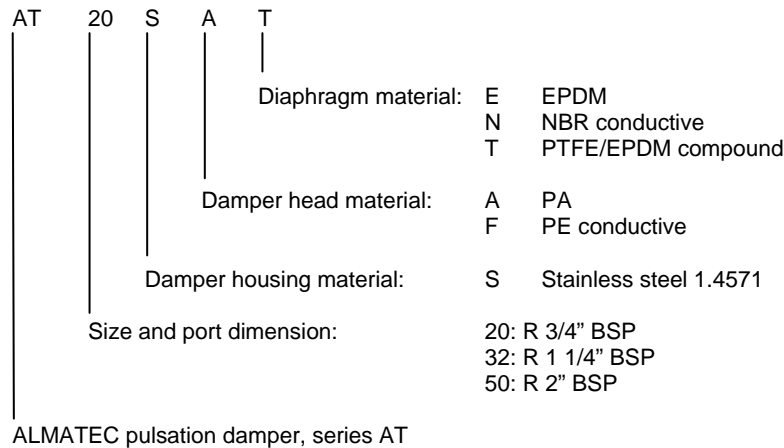 AT 20 S A T
Diaphragm material: E EPDM
N NBR conductive
T PTFE/EPDM compound
Damper head material: A PA
F PE conductive
Damper housing material: S Stainless steel 1.4571
Size and port dimension: 20: R 3/4” BSP
32: R 1 1/4” BSP
50: R 2” BSP
ALMATEC pulsation damper, series AT